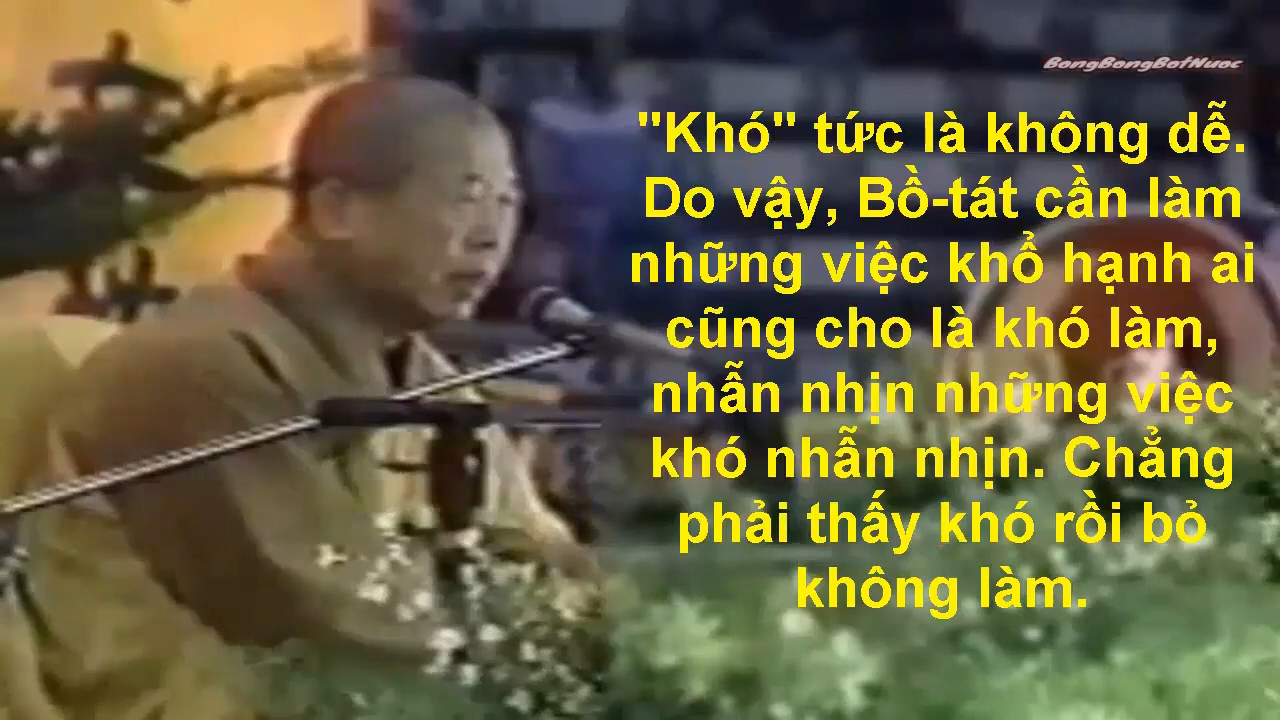 BongBongBotNuoc
"Khó" tức là không dễ.
Do vậy, Bồ-tát cần làm
những việc khổ hạnh ai
cũng cho là khó làm,
nhẫn nhịn những việc
khó nhẫn nhịn. Chẳng
phải thấy khó rồi bỏ
không làm.